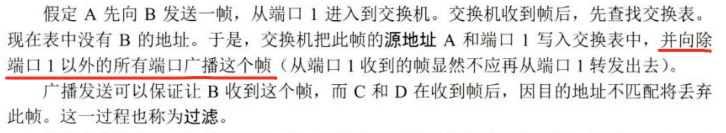 假定 A 先向 B 发送一帧，从端口 1 进入到交换机。交换机收到帧后，先查找交换表。
现在表中没有 B 的地址。于是，交换机把此帧的源地址 A 和端口 1 写入交换表中，并向除
端口 1 以外的所有端口广播这个帧（从端口 1 收到的帧显然不应再从端口 1 转发出去）。
广播发送可以保证让 B 收到这个帧，而 C 和 D 在收到帧后，因目的地址不匹配将丢弃
此帧。这一过程也称为过滤。